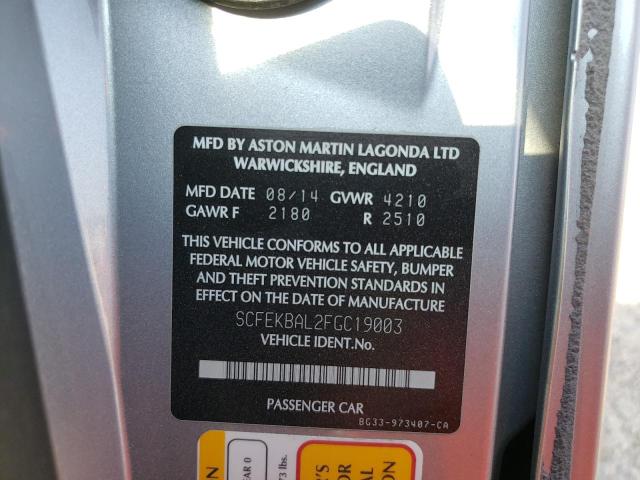 MFD BY ASTON MARTIN LAGONDA LTD
WARWICKSHIRE, ENGLAND
MFD DATE 08/14 GVWR 4210
GAWR F 2180 R 2510
THIS VEHICLE CONFORMS TO ALL APPLICABLE
FEDERAL MOTOR VEHICLE SAFETY, BUMPER
AND THEFT PREVENTION STANDARDS IN
EFFECT ON THE DATE OF MANUFACTURE
SCFEKBAL2FGC19003
VEHICLE IDENT.No.
PASSENGER CAR
BG33-973407-CA